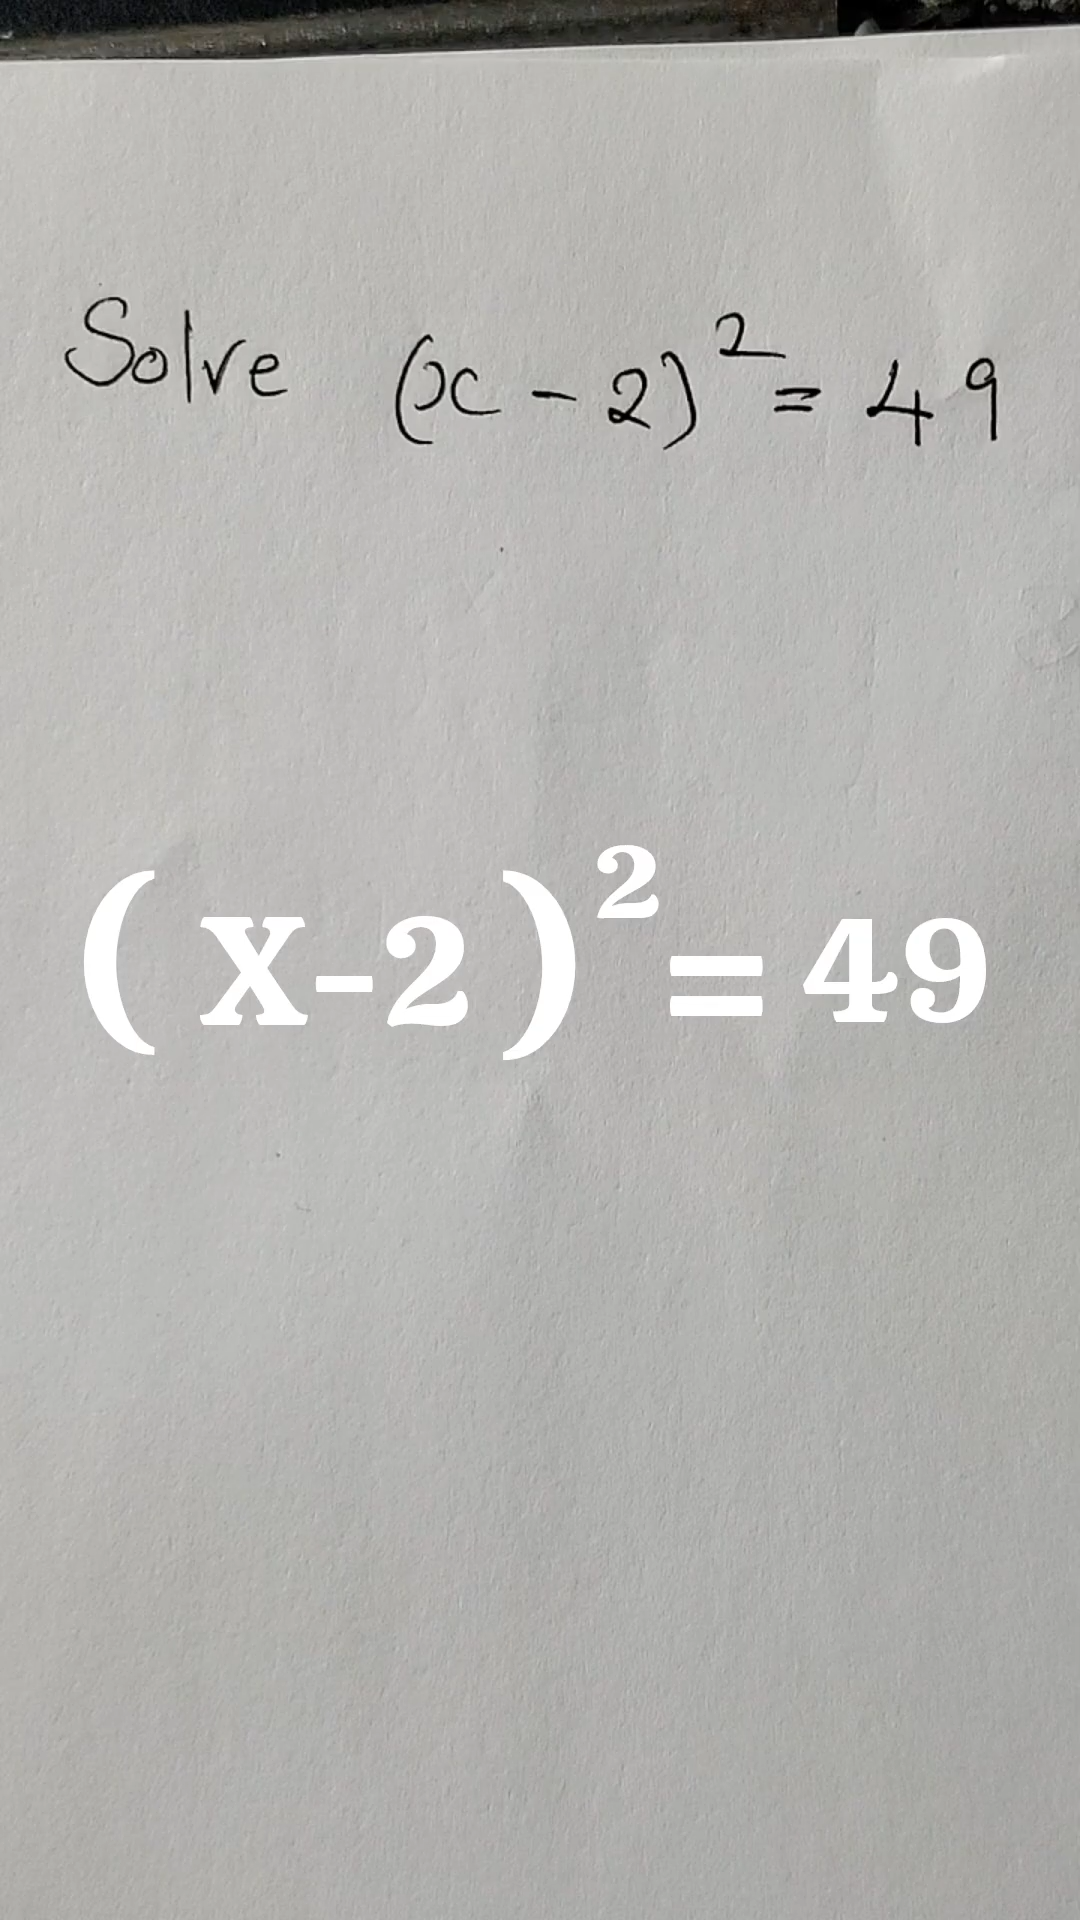 Solve (x - 2)² = 49
( X-2 )² = 49